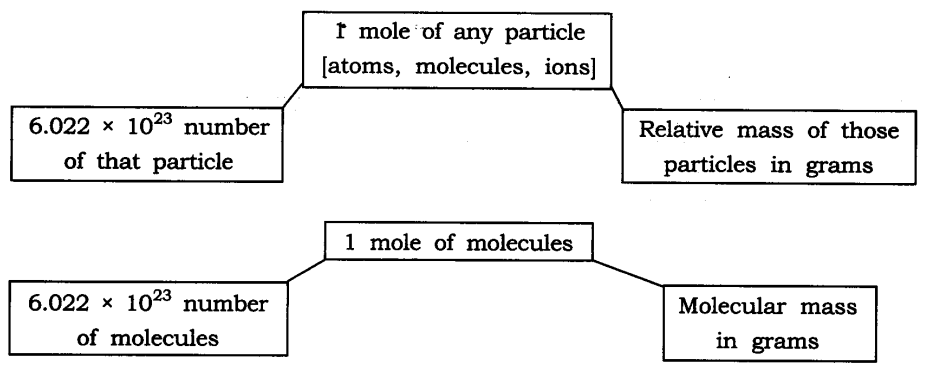 1 mole of any particle
[atoms, molecules, ions]
6.022 × 10²³ number
of that particle
Relative mass of those
particles in grams
1 mole of molecules
6.022 × 10²³ number
of molecules
Molecular mass
in grams